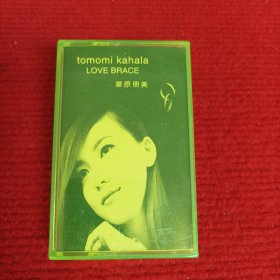 tomomi kahala
LOVE BRACE
華原朋美